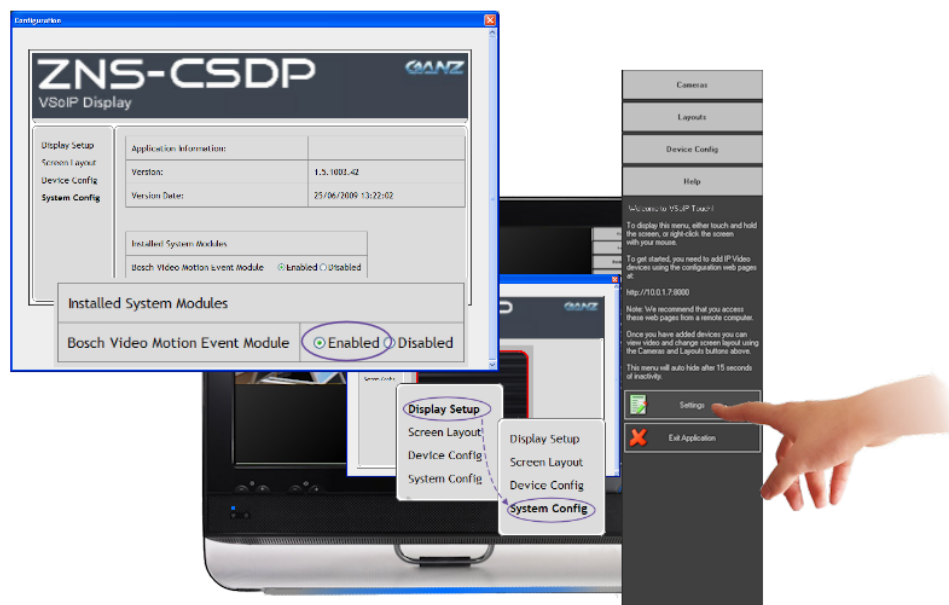 Configuration
ZNS-CSDP
GANZ
VSoIP Display
Display Setup
Screen Layout
Device Config
System Config
Application Information:
Version:
1.5.1003.42
Version Date:
25/06/2009 13:22:02
Installed System Modules
Bosch Video Motion Event Module
Enabled
Disabled
Installed System Modules
Bosch Video Motion Event Module
Enabled
Disabled
GANZ
Display Setup
Screen Layout
Device Config
System Config
Display Setup
Screen Layout
Device Config
System Config
Cameras
Layouts
Device Config
Help
Welcome to VSoIP Touch!
To display this menu, either touch and hold
the screen, or right-click the screen
with your mouse.
To get started, you need to add IP Video
devices using the configuration web pages
at:
http://10.0.1.7:8000
Note: We recommend that you access
these web pages from a remote computer.
Once you have added devices you can
view video and change screen layout using
the Cameras and Layouts buttons above.
This menu will auto hide after 15 seconds
of inactivity.
Settings
Exit Application